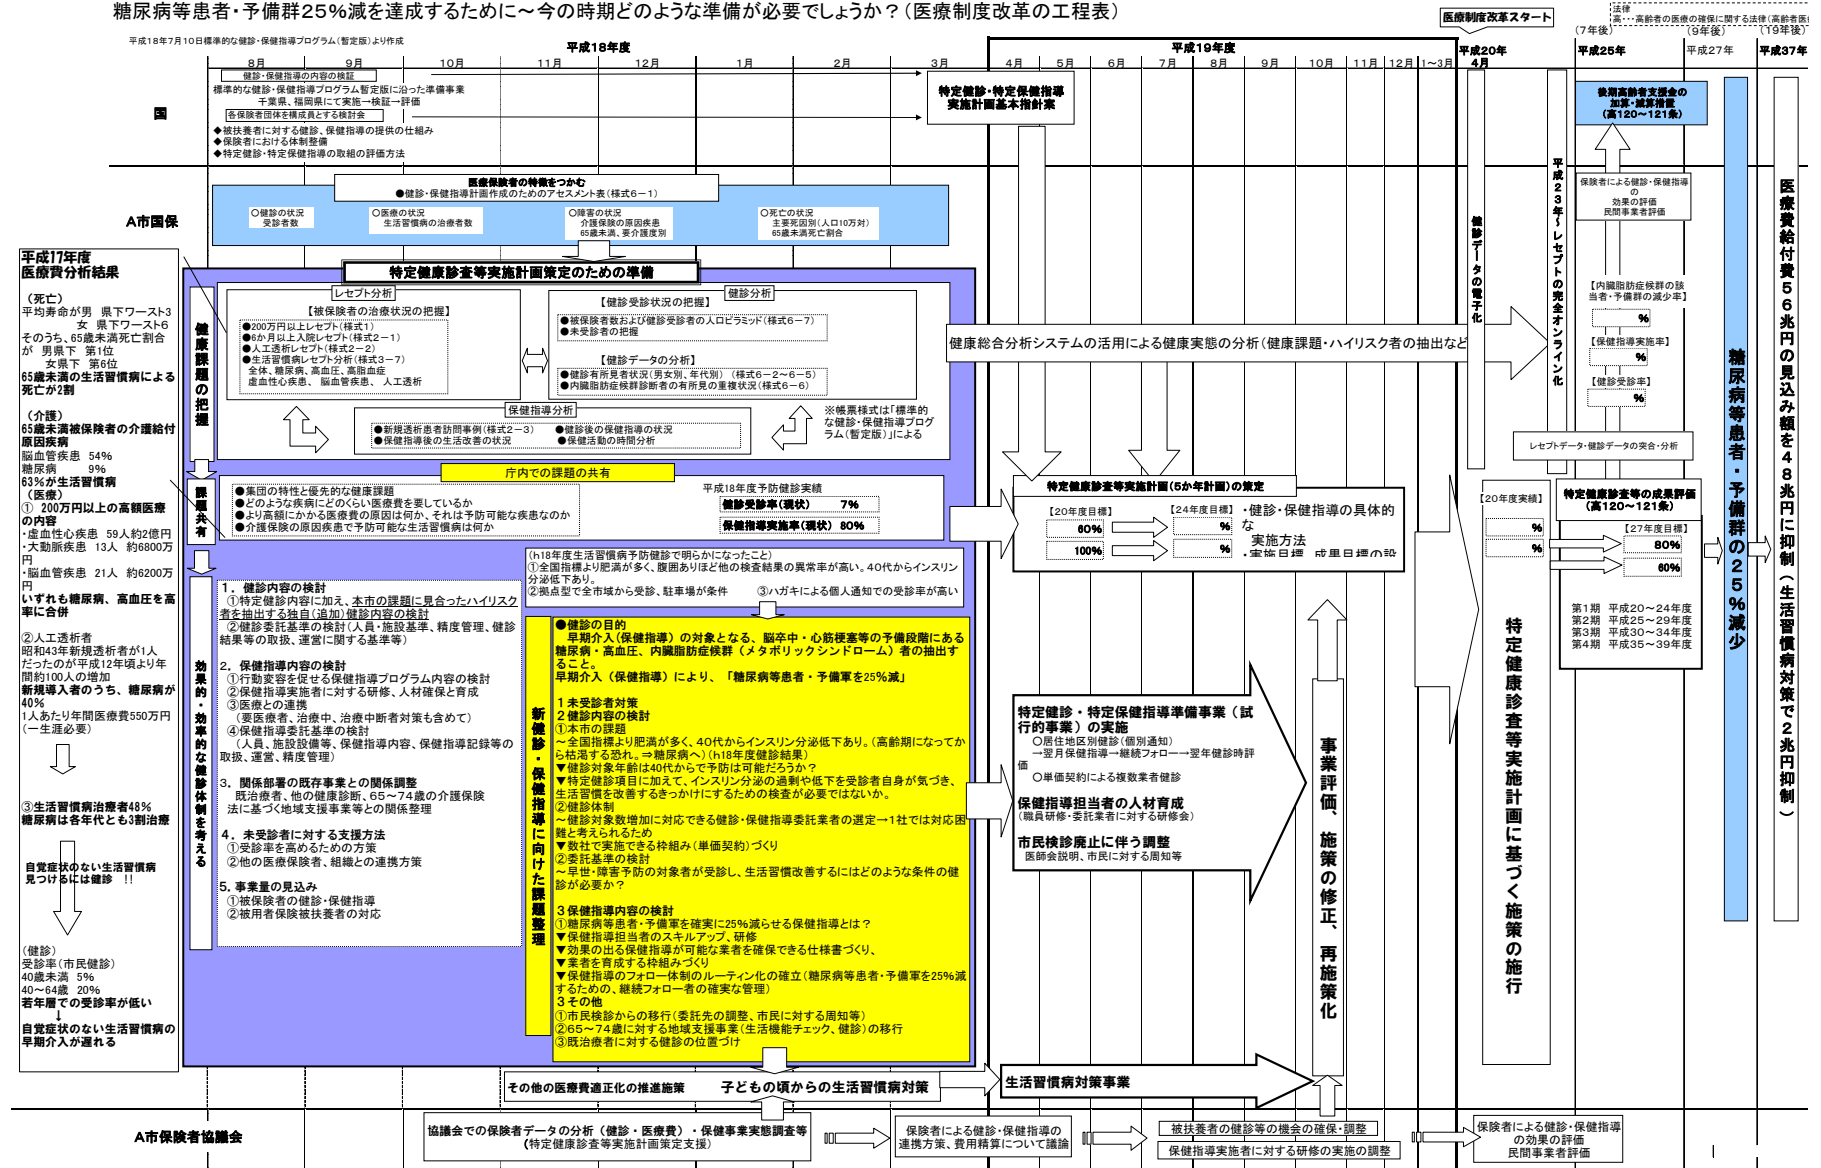 糖尿病等患者・予備群２５％減を達成するために～今の時期どのような準備が必要でしょうか？（医療制度改革の工程表）
平成１８年７月１０日標準的な健診・保健指導プログラム（暫定版）より作成
医療制度改革スタート
法律
高・・・高齢者の医療の確保に関する法律（高齢者医
平成18年度
平成19年度
平成20年
4月
（7年後）
平成25年
（9年後）
平成27年
（19年後）
平成37年
8月
9月
10月
11月
12月
1月
2月
3月
4月
5月
6月
7月
8月
9月
10月
11月
12月
1～3月
国
健診・保健指導の内容の検証
標準的な健診・保健指導プログラム暫定版に沿った準備事業
千葉県、福岡県にて実施→検証→評価
各保険者団体を構成員とする検討会
◆被扶養者に対する健診、保健指導の提供の仕組み
◆保険者における体制整備
◆特定健診・特定保健指導の取組の評価方法
特定健診・特定保健指導
実施計画基本指針案
後期高齢者支援金の
加算・減算措置
（高120～121条）
A市国保
医療保険者の特徴をつかむ
●健診・保健指導計画作成のためのアセスメント表（様式６－１）
○健診の状況
受診者数
○医療の状況
生活習慣病の治療者数
○障害の状況
介護保険の原因疾患
65歳未満、要介護度別
○死亡の状況
主要死因別（人口10万対）
65歳未満死亡割合
平成17年度
医療費分析結果
（死亡）
平均寿命が男　県下ワースト3
女　県下ワースト6
そのうち、65歳未満死亡割合
が　男県下　第1位
女県下　第6位
65歳未満の生活習慣病による
死亡が2割
（介護）
65歳未満被保険者の介護給付
原因疾病
脳血管疾患　54％
糖尿病　9％
63％が生活習慣病
（医療）
①　200万円以上の高額医療
の内容
・虚血性心疾患　59人約2億円
・大動脈疾患　13人　約6800万
円
・脳血管疾患　21人　約6200万
円
いずれも糖尿病、高血圧を高
率に合併
②人工透析者
昭和43年新規透析者が1人
だったのが平成12年頃より年
間約100人の増加
新規導入者のうち、糖尿病が
40％
1人あたり年間医療費550万円
（一生涯必要）
③生活習慣病治療者48％
糖尿病は各年代とも3割治療
自覚症状のない生活習慣病
見つけるには健診　！！
（健診）
受診率（市民健診）
40歳未満　5％
40～64歳　20％
若年層での受診率が低い
↓
自覚症状のない生活習慣病の
早期介入が遅れる
特定健康診査等実施計画策定のための準備
健康課題の把握
レセプト分析
【被保険者の治療状況の把握】
●200万円以上レセプト（様式1）
●6か月以上入院レセプト（様式２－１）
●人工透析レセプト（様式２－２）
●生活習慣病レセプト分析（様式３－７）
全体、糖尿病、高血圧、高脂血症
虚血性心疾患、　脳血管疾患、　人工透析
健診分析
【健診受診状況の把握】
●被保険者数および健診受診者の人口ピラミッド（様式６－７）
●未受診者の把握
【健診データの分析】
●健診有所見者状況（男女別、年代別）　（様式６－２～６－５）
●内臓脂肪症候群診断者の有所見の重複状況（様式６－６）
保健指導分析
●新規透析患者訪問事例（様式２－３）
●保健指導後の生活改善の状況
●健診後の保健指導の状況
●保健活動の時間分析
※帳票様式は「標準的
な健診・保健指導プログ
ラム（暫定版）」による
課題共有
庁内での課題の共有
●集団の特性と優先的な健康課題
●どのような疾病にどのくらい医療費を要しているか
●より高額にかかる医療費の原因は何か、それは予防可能な疾患なのか
●介護保険の原因疾患で予防可能な生活習慣病は何か
平成18年度予防健診実績
健診受診率（現状）　7％
保健指導実施率（現状）　80％
効果的・効率的な健診体制を考える
１．健診内容の検討
①特定健診内容に加え、本市の課題に見合ったハイリスク
者を抽出する独自（追加）健診内容の検討
②健診委託基準の検討（人員・施設基準、精度管理、健診
結果等の取扱、運営に関する基準等）
２．保健指導内容の検討
①行動変容を促せる保健指導プログラム内容の検討
②保健指導実施者に対する研修、人材確保と育成
③医療との連携
（要医療者、治療中、治療中断者対策も含めて）
④保健指導委託基準の検討
（人員、施設設備等、保健指導内容、保健指導記録等の
取扱、運営、精度管理）
３．関係部署の既存事業との関係調整
既治療者、他の健康診断、６５～７４歳の介護保険
法に基づく地域支援事業等との関係整理
４．未受診者に対する支援方法
①受診率を高めるための方策
②他の医療保険者、組織との連携方策
５．事業量の見込み
①被保険者の健診・保健指導
②被用者保険被扶養者の対応
（h18年度生活習慣病予防健診で明らかになったこと）
①全国指標より肥満が多く、腹囲ありほど他の検査結果の異常率が高い。40代からインスリン
分泌低下あり。
②拠点型で全市域から受診、駐車場が条件　③ハガキによる個人通知での受診率が高い
新健診・保健指導に向けた課題整理
●健診の目的
早期介入（保健指導）の対象となる、脳卒中・心筋梗塞等の予備段階にある
糖尿病・高血圧、内臓脂肪症候群（メタボリックシンドローム）者の抽出す
ること。
早期介入（保健指導）により、「糖尿病等患者・予備軍を25％減」
１未受診者対策
２健診内容の検討
①本市の課題
～全国指標より肥満が多く、40代からインスリン分泌低下あり。（高齢期になってか
ら枯渇する恐れ。⇒糖尿病へ）（h18年度健診結果）
▼健診対象年齢は40代からで予防は可能だろうか？
▼特定健診項目に加えて、インスリン分泌の過剰や低下を受診者自身が気づき、
生活習慣を改善するきっかけにするための検査が必要ではないか。
②健診体制
～健診対象数増加に対応できる健診・保健指導委託業者の選定→1社では対応困
難と考えられるため
▼数社で実施できる枠組み（単価契約）づくり
②委託基準の検討
～早世・障害予防の対象者が受診し、生活習慣改善するにはどのような条件の健
診が必要か？
３保健指導内容の検討
①糖尿病等患者・予備軍を確実に25％減らせる保健指導とは？
▼保健指導担当者のスキルアップ、研修
▼効果の出る保健指導が可能な業者を確保できる仕様書づくり、
▼業者を育成する枠組みづくり
▼保健指導のフォロー体制のルーティン化の確立（糖尿病等患者・予備軍を25％減
するための、継続フォロー者の確実な管理）
３その他
①市民検診からの移行（委託先の調整、市民に対する周知等）
②６５～７４歳に対する地域支援事業（生活機能チェック、健診）の移行
③既治療者に対する健診の位置づけ
健康総合分析システムの活用による健康実態の分析（健康課題・ハイリスク者の抽出など
特定健康診査等実施計画（5か年計画）の策定
【20年度目標】
60％
100％
【24年度目標】
％
％
・健診・保健指導の具体的
な
実施方法
・実施目標、成果目標の設
特定健診・特定保健指導準備事業（試
行的事業）の実施
○居住地区別健診（個別通知）
→翌月保健指導→継続フォロー→翌年健診時評
価
○単価契約による複数業者健診
保健指導担当者の人材育成
（職員研修・委託業者に対する研修会）
市民検診廃止に伴う調整
医師会説明、市民に対する周知等
事業評価、施策の修正、再施策化
健診データの電子化
平成２３年～レセプトの完全オンライン化
保険者による健診・保健指導
の
効果の評価
民間事業者評価
【内臓脂肪症候群の該
当者・予備群の減少率】
％
【保健指導実施率】
％
【健診受診率】
％
レセプトデータ・健診データの突合・分析
【20年度実績】
％
％
特定健康診査等の成果評価
（高120～121条）
【27年度目標】
80％
60％
第1期　平成20～24年度
第2期　平成25～29年度
第3期　平成30～34年度
第4期　平成35～39年度
特定健康診査等実施計画に基づく施策の施行
糖尿病等患者・予備群の２５％減少
医療費給付費５６兆円の見込み額を４８兆円に抑制（生活習慣病対策で２兆円抑制）
その他の医療費適正化の推進施策
子どもの頃からの生活習慣病対策
生活習慣病対策事業
A市保険者協議会
協議会での保険者データの分析（健診・医療費）・保健事業実態調査等
（特定健康診査等実施計画策定支援）
保険者による健診・保健指導の
連携方策、費用精算について議論
被扶養者の健診等の機会の確保・調整
保健指導実施者に対する研修の実施の調整
保険者による健診・保健指導
の効果の評価
民間事業者評価